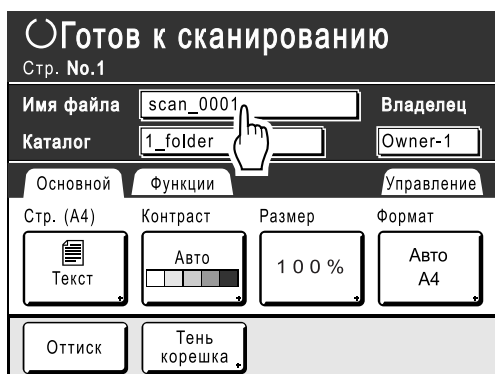 Готов к сканированию
Стр. No.1
Имя файла scan_0001 Владелец
Каталог 1_folder Owner-1
Основной Функции Управление
Стр. (А4) Контраст Размер Формат
Текст Авто 100% Авто
А4
Оттиск Тень
корешка